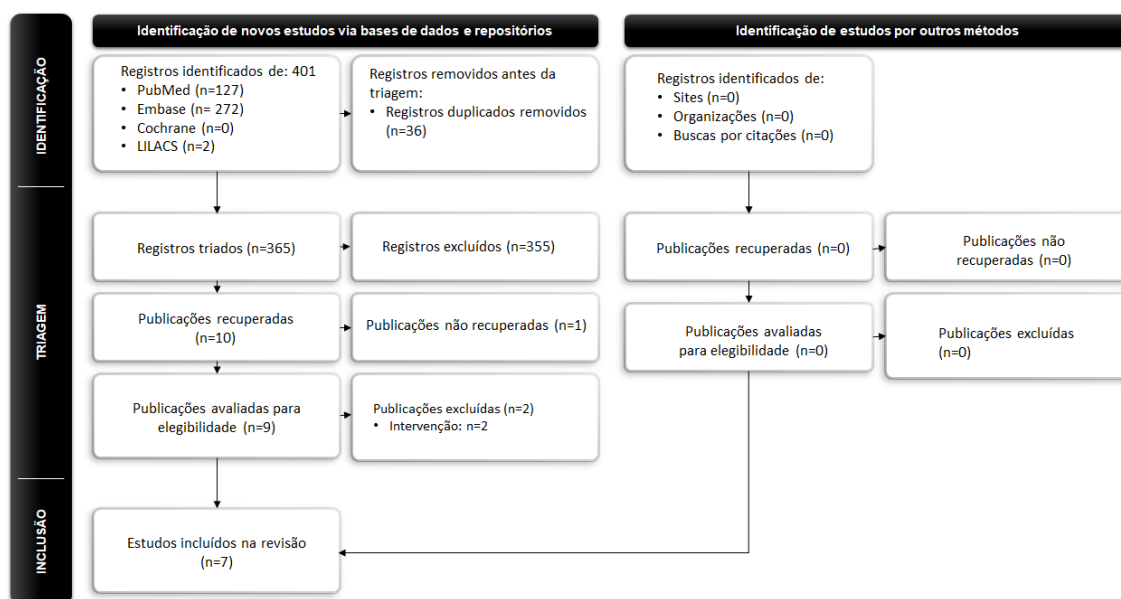 Identificação de novos estudos via bases de dados e repositórios
Identificação de estudos por outros métodos
IDENTIFICAÇÃO
Registros identificados de: 401
• PubMed (n=127)
• Embase (n= 272)
• Cochrane (n=0)
• LILACS (n=2)
Registros removidos antes da
triagem:
• Registros duplicados removidos
(n=36)
Registros identificados de:
• Sites (n=0)
• Organizações (n=0)
• Buscas por citações (n=0)
TRIAGEM
Registros triados (n=365)
Registros excluídos (n=355)
Publicações recuperadas (n=0)
Publicações não
recuperadas (n=0)
Publicações recuperadas
(n=10)
Publicações não recuperadas (n=1)
Publicações avaliadas
para elegibilidade (n=0)
Publicações excluídas
(n=0)
Publicações avaliadas para
elegibilidade (n=9)
Publicações excluídas (n=2)
• Intervenção: n=2
INCLUSÃO
Estudos incluídos na revisão
(n=7)